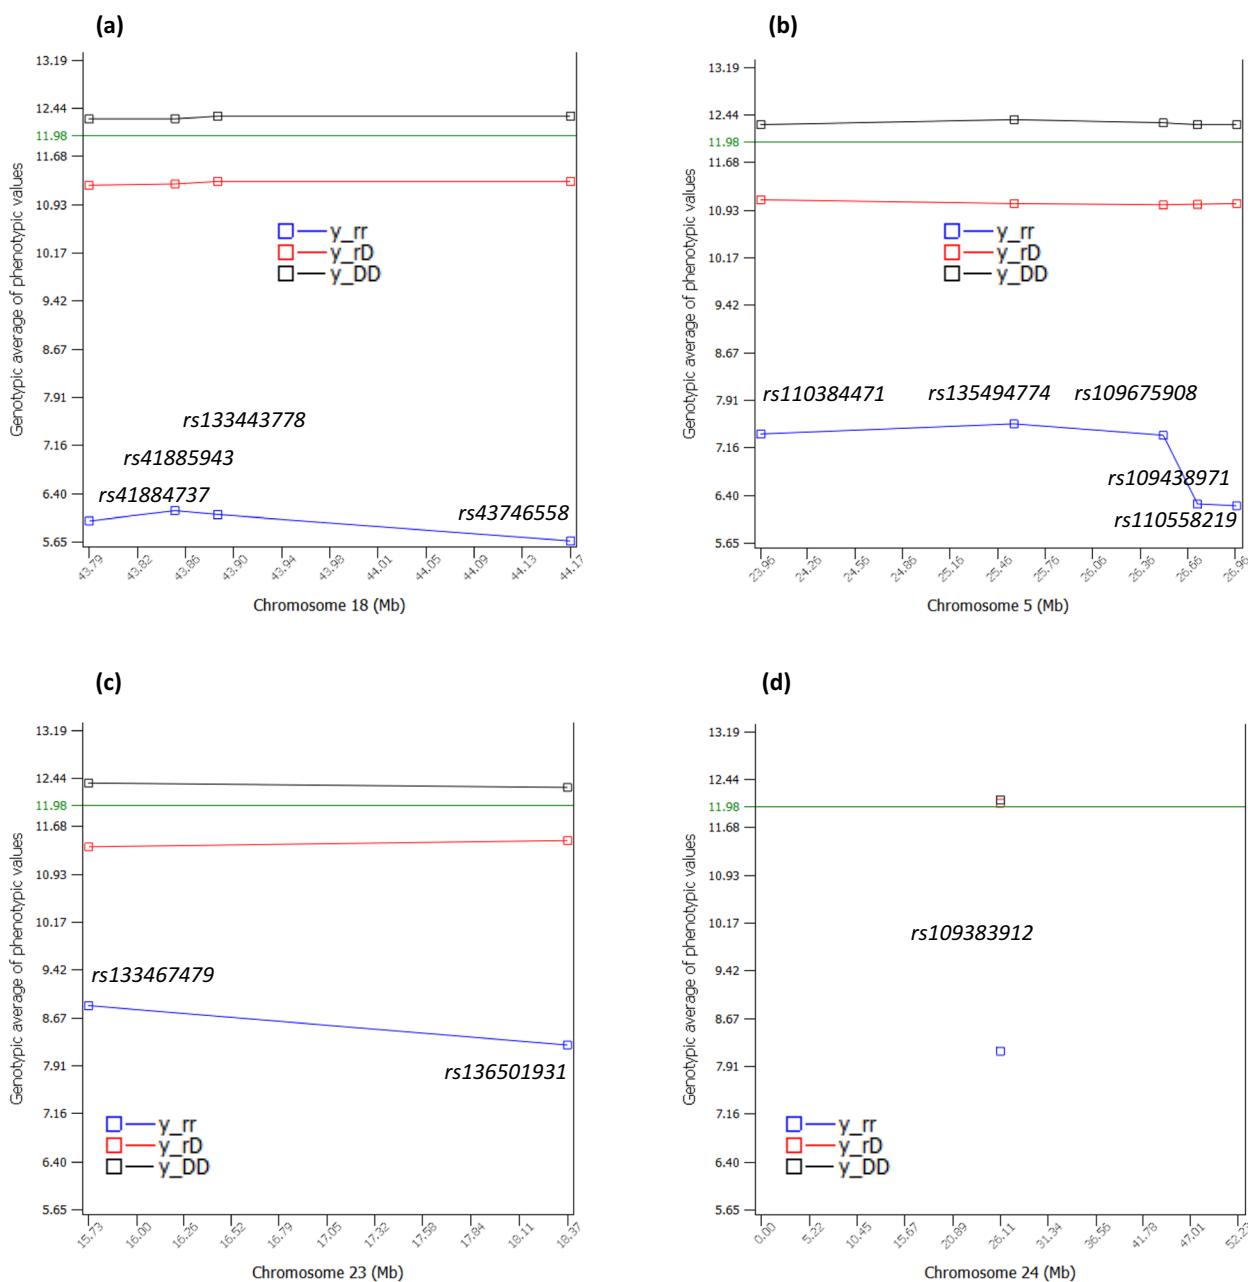 (a)
13.19
12.44
11.98
11.68
10.93
10.17
9.42
8.67
7.91
7.16
6.40
5.65
Genotypic average of phenotypic values
y_rr
y_rD
y_DD
rs133443778
rs41885943
rs41884737
rs43746558
43.79 43.82 43.86 43.90 43.94 43.98 44.01 44.05 44.09 44.13 44.17
Chromosome 18 (Mb)
(b)
13.19
12.44
11.98
11.68
10.93
10.17
9.42
8.67
7.91
7.16
6.40
5.65
Genotypic average of phenotypic values
y_rr
y_rD
y_DD
rs110384471 rs135494774 rs109675908
rs109438971
rs110558219
23.96 24.26 24.56 24.86 25.16 25.46 25.76 26.06 26.36 26.66 26.96
Chromosome 5 (Mb)
(c)
13.19
12.44
11.98
11.68
10.93
10.17
9.42
8.67
7.91
7.16
6.40
5.65
Genotypic average of phenotypic values
rs133467479
rs136501931
y_rr
y_rD
y_DD
15.73 16.00 16.26 16.52 16.79 17.05 17.32 17.58 17.84 18.11 18.37
Chromosome 23 (Mb)
(d)
13.19
12.44
11.98
11.68
10.93
10.17
9.42
8.67
7.91
7.16
6.40
5.65
Genotypic average of phenotypic values
rs109383912
y_rr
y_rD
y_DD
0.00 5.22 10.45 15.67 20.89 26.11 31.34 36.56 41.78 47.01 52.23
Chromosome 24 (Mb)